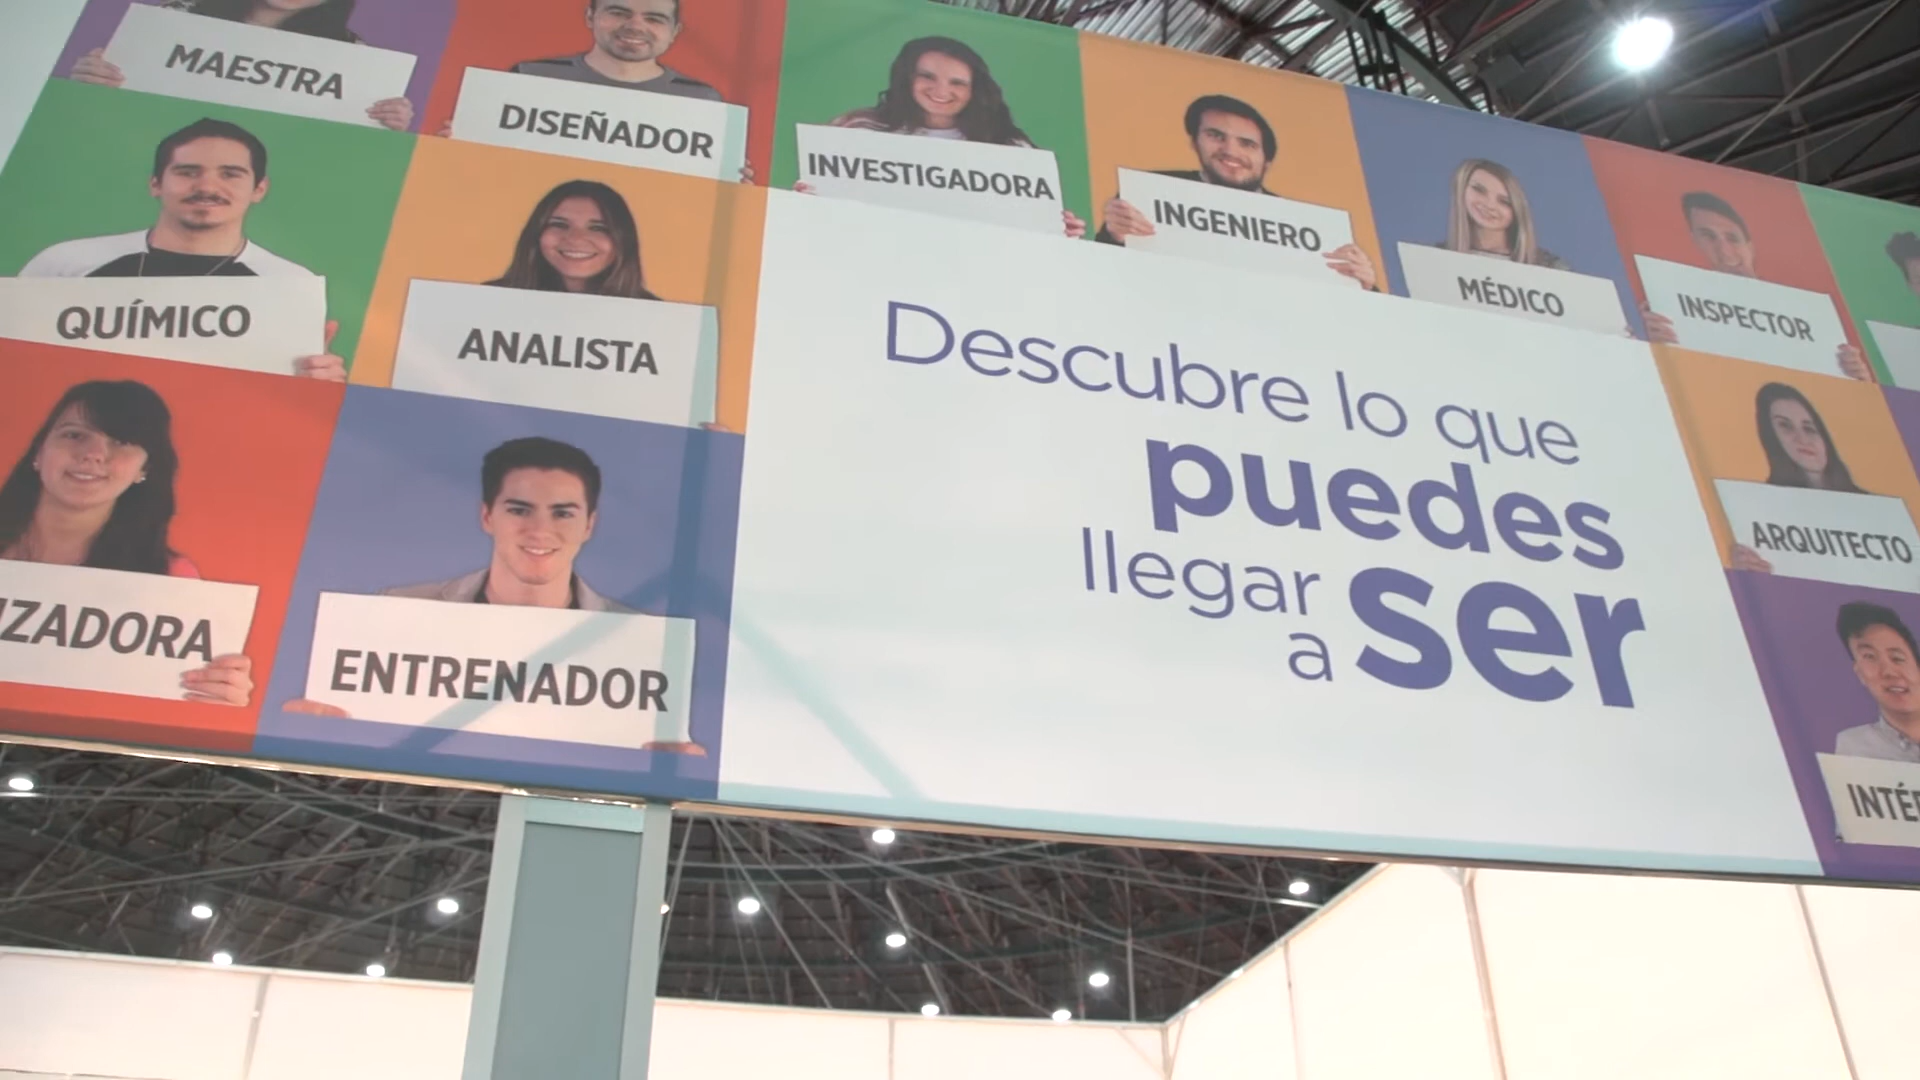 MAESTRA
DISEÑADOR
INVESTIGADORA
INGENIERO
MÉDICO
INSPECTOR
QUÍMICO
ANALISTA
Descubre lo que
puedes
llegar
a ser
ARQUITECTO
ENTRENADOR